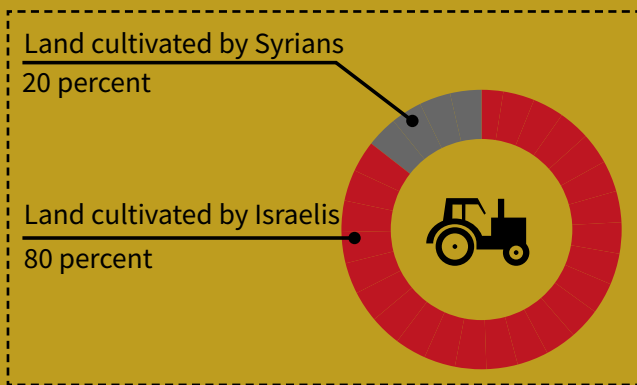 Land cultivated by Syrians
20 percent
Land cultivated by Israelis
80 percent